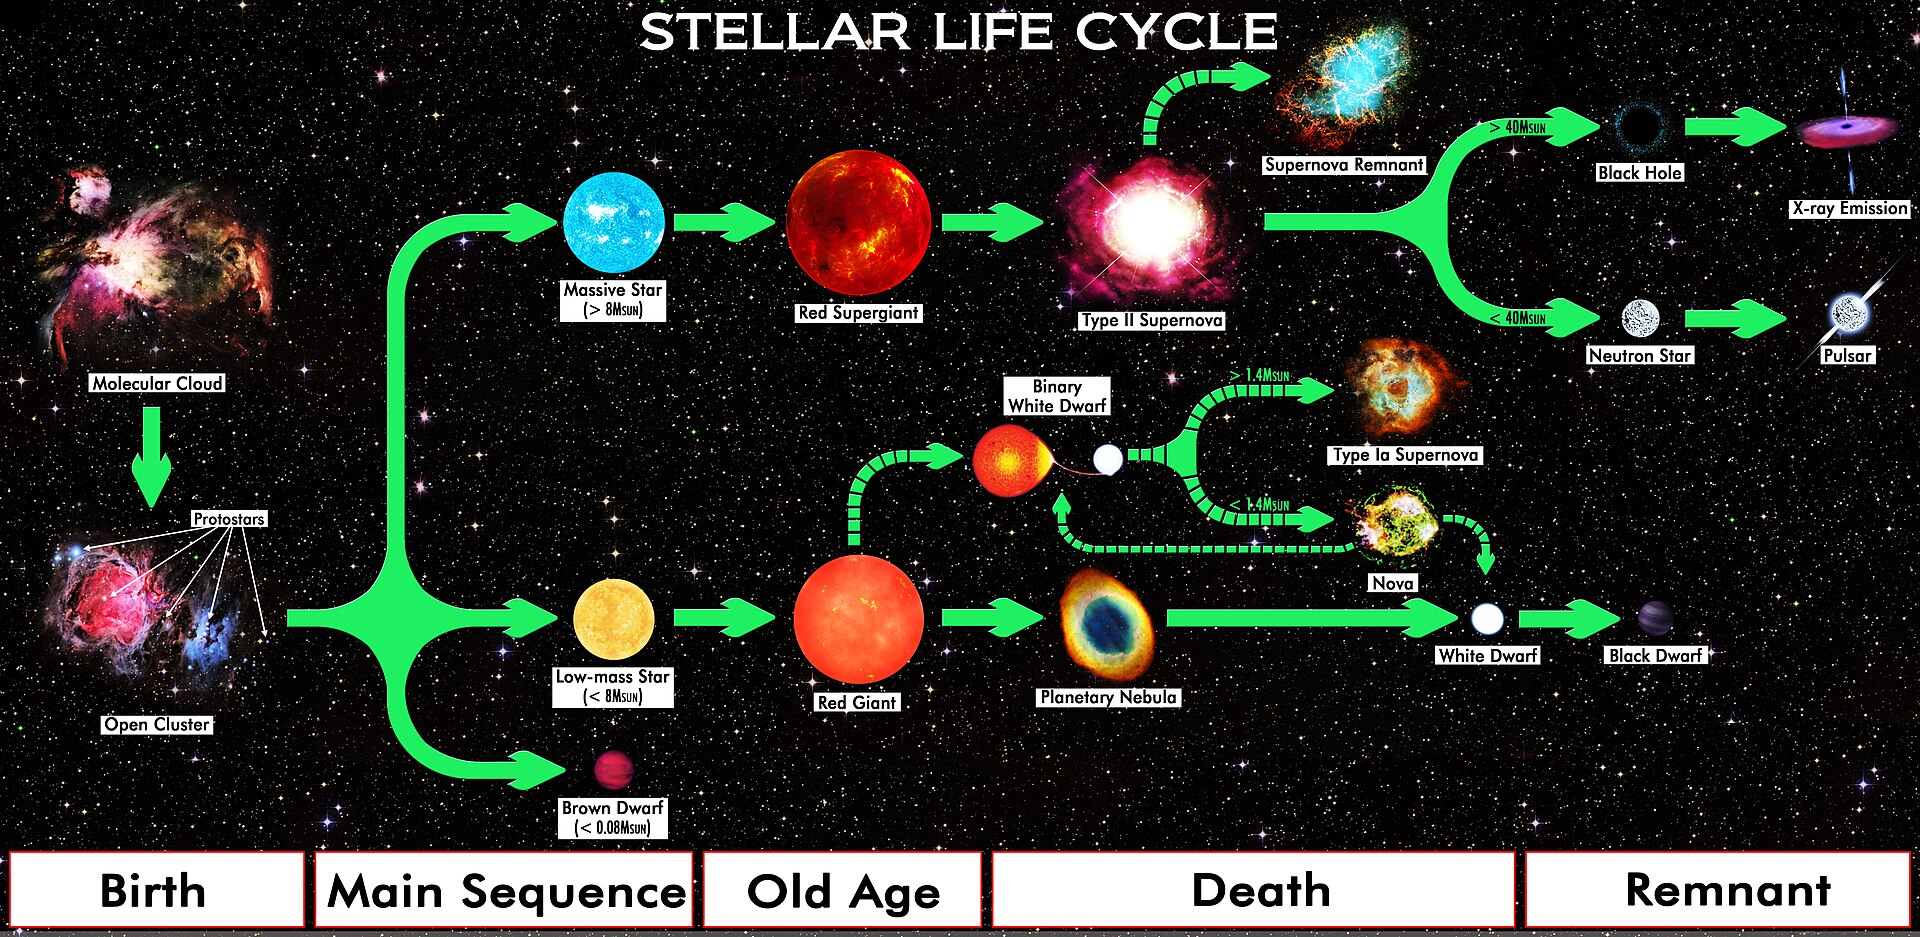 STELLAR LIFE CYCLE
Supernova Remnant
> 40MSUN
Black Hole
X-ray Emission
Massive Star
(> 8MSUN)
Red Supergiant
Type II Supernova
< 40MSUN
Neutron Star
Pulsar
Molecular Cloud
Binary
White Dwarf
> 1.4MSUN
Type Ia Supernova
< 1.4MSUN
Nova
Protostars
Open Cluster
Low-mass Star
(< 8MSUN)
Red Giant
Planetary Nebula
White Dwarf
Black Dwarf
Brown Dwarf
(< 0.08MSUN)
Birth
Main Sequence
Old Age
Death
Remnant